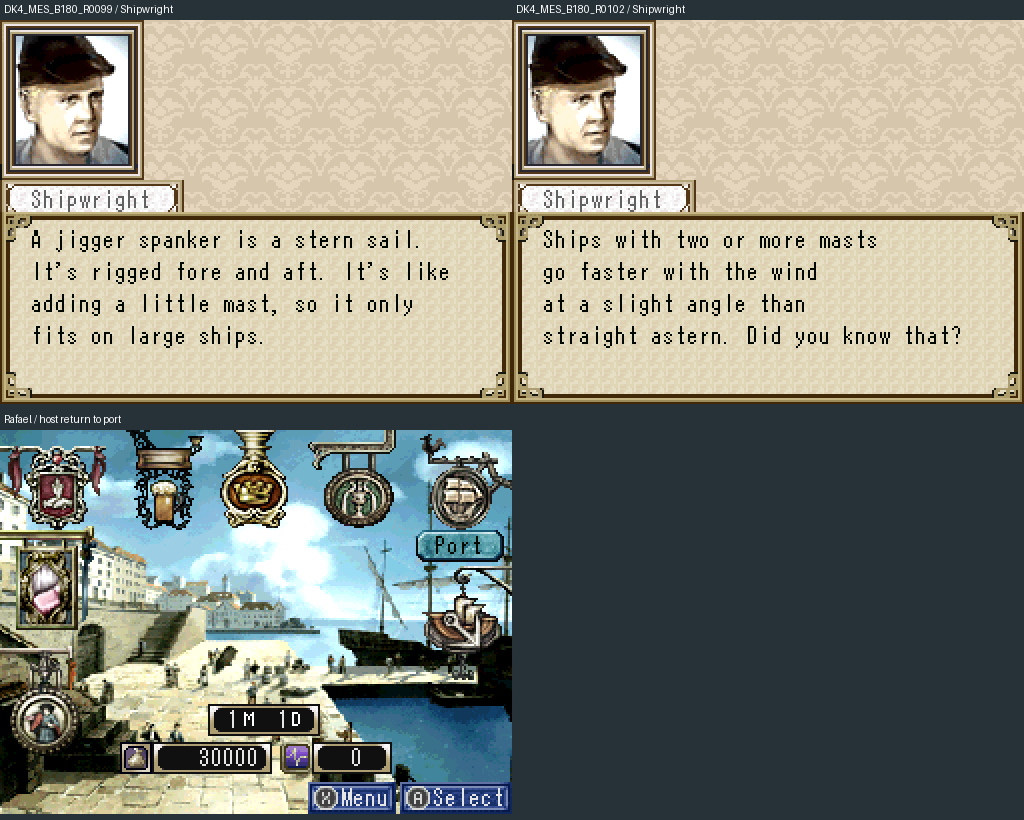 DK4_MES_B180_R0099 / Shipwright
Shipwright
A jigger spanker is a stern sail.
It's rigged fore and aft. It's like
adding a little mast, so it only
fits on large ships.
DK4_MES_B180_R0102 / Shipwright
Shipwright
Ships with two or more masts
go faster with the wind
at a slight angle than
straight astern. Did you know that?
Rafael / host return to port
Port
1M 1D
30000
0
X Menu
A Select